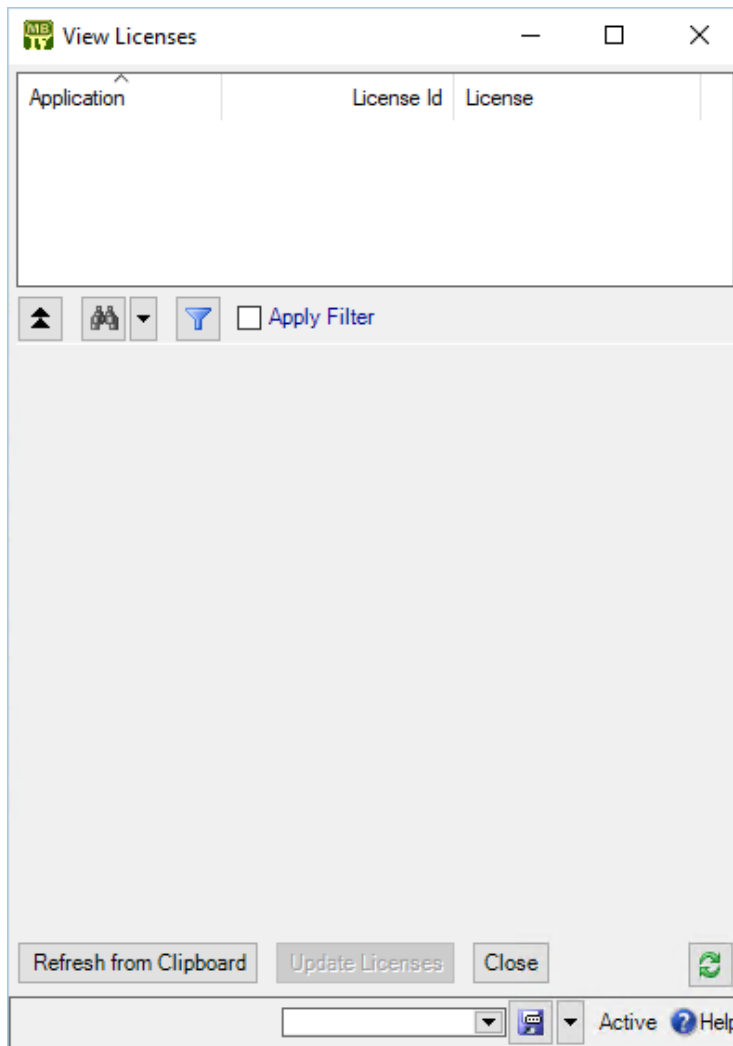 View Licenses
Application License Id License
Apply Filter
Refresh from Clipboard Update Licenses Close
Active Help